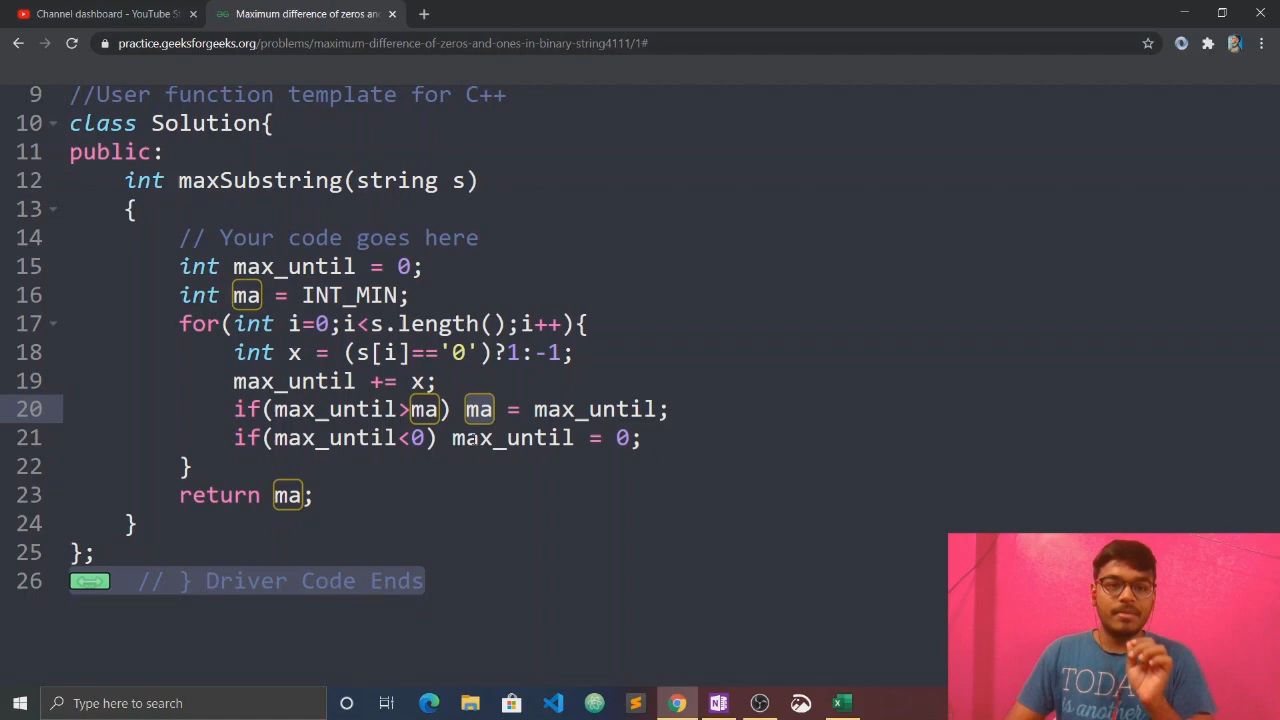 Channel dashboard - YouTube St
Maximum difference of zeros and
practice.geeksforgeeks.org/problems/maximum-difference-of-zeros-and-ones-in-binary-string4111/1#
9 //User function template for C++
10 class Solution{
11 public:
12 int maxSubstring(string s)
13 {
14 // Your code goes here
15 int max_until = 0;
16 int ma = INT_MIN;
17 for(int i=0;i<s.length();i++){
18 int x = (s[i]=='0')?1:-1;
19 max_until += x;
20 if(max_until>ma) ma = max_until;
21 if(max_until<0) max_until = 0;
22 }
23 return ma;
24 }
25 };
26 // } Driver Code Ends
TODA
is another
Type here to search